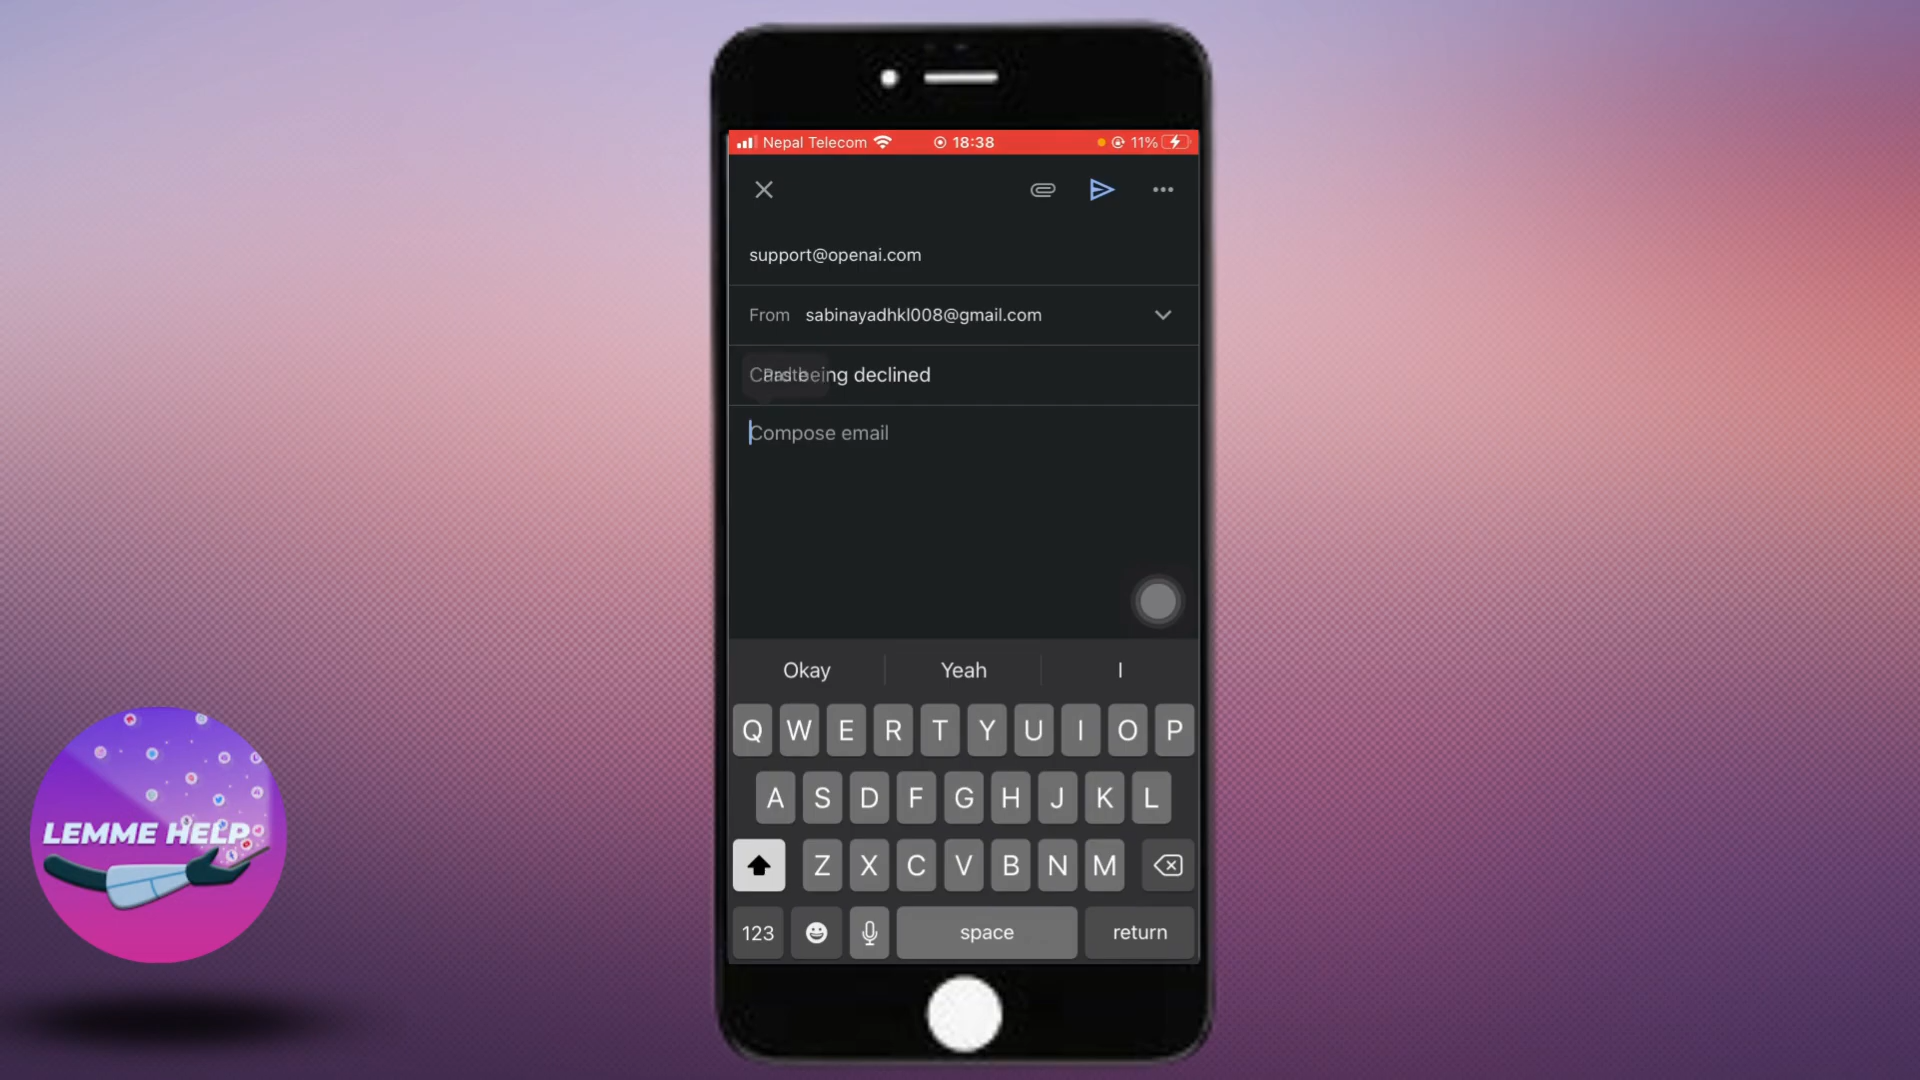 Nepal Telecom 18:38 11%
support@openai.com
From sabinayadhkl008@gmail.com
Card being declined
Paste
Compose email
Okay Yeah I
Q W E R T Y U I O P
A S D F G H J K L
Z X C V B N M
123 space return
LEMME HELP